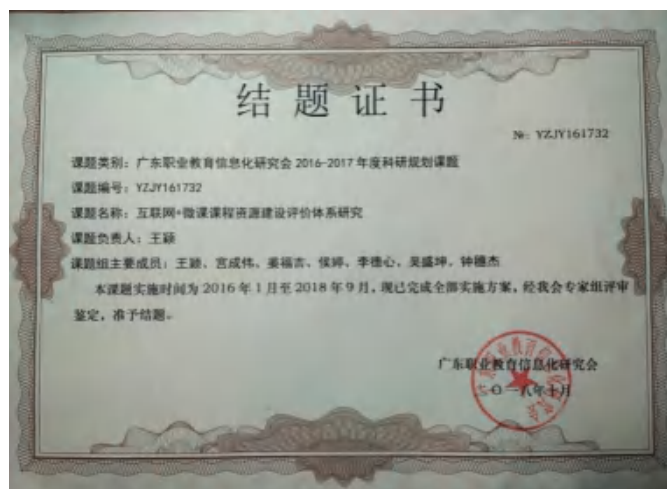 结题证书
№: YZJY161732
课题类别: 广东职业教育信息化研究会 2016-2017 年度科研规划课题
课题编号: YZJY161732
课题名称: 互联网+微课课程资源建设评价体系研究
课题负责人: 王颖
课题组主要成员: 王颖、宫成伟、姜福吉、侯婷、李德心、吴盛坤、钟穗杰
本课题实施时间为 2016 年 1 月至 2018 年 9 月, 现已完成全部实施方案, 经我会专家组评审
鉴定, 准予结题。
广东职业教育信息化研究会
二〇一八年十月